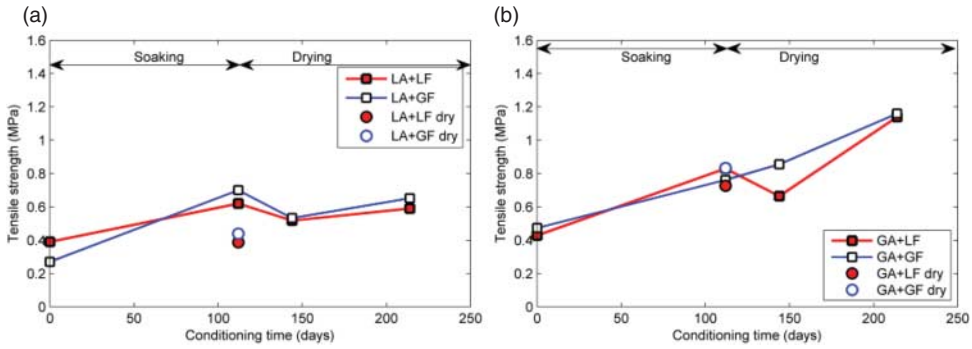 (a)
Soaking
Drying
1.6
1.4
1.2
1
0.8
0.6
0.4
0.2
0
0 50 100 150 200 250
Tensile strength (MPa)
Conditioning time (days)
LA+LF
LA+GF
LA+LF dry
LA+GF dry
(b)
Soaking
Drying
1.6
1.4
1.2
1
0.8
0.6
0.4
0.2
0
0 50 100 150 200 250
Tensile strength (MPa)
Conditioning time (days)
GA+LF
GA+GF
GA+LF dry
GA+GF dry